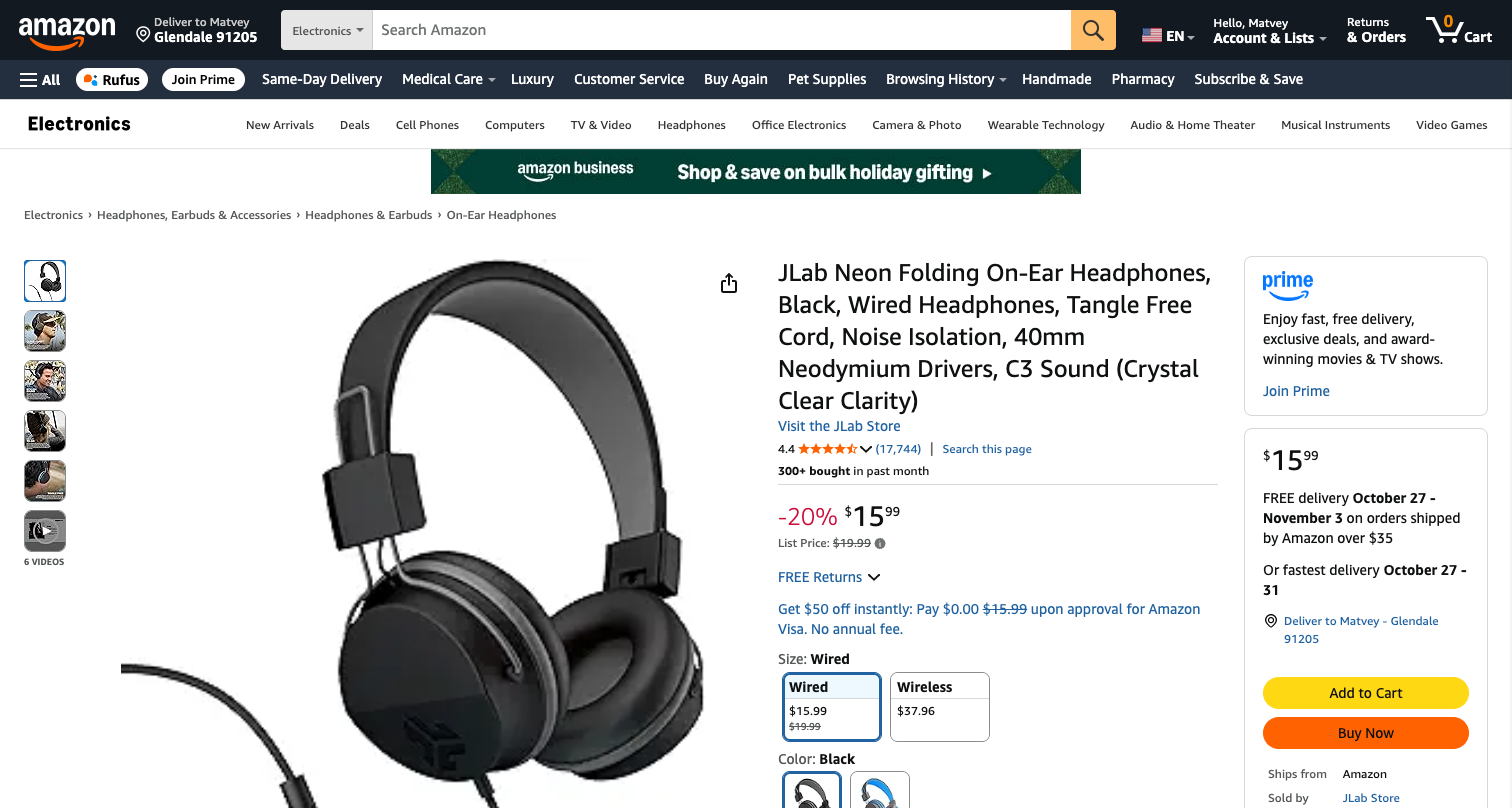 amazon
Deliver to Matvey
Glendale 91205
Electronics
Search Amazon
EN
Hello, Matvey
Account & Lists
Returns
& Orders
0
Cart
All
Rufus
Join Prime
Same-Day Delivery
Medical Care
Luxury
Customer Service
Buy Again
Pet Supplies
Browsing History
Handmade
Pharmacy
Subscribe & Save
Electronics
New Arrivals
Deals
Cell Phones
Computers
TV & Video
Headphones
Office Electronics
Camera & Photo
Wearable Technology
Audio & Home Theater
Musical Instruments
Video Games
amazon business
Shop & save on bulk holiday gifting ▸
Electronics › Headphones, Earbuds & Accessories › Headphones & Earbuds › On-Ear Headphones
6 VIDEOS
JLab Neon Folding On-Ear Headphones,
Black, Wired Headphones, Tangle Free
Cord, Noise Isolation, 40mm
Neodymium Drivers, C3 Sound (Crystal
Clear Clarity)
Visit the JLab Store
4.4 (17,744) | Search this page
300+ bought in past month
-20% $15 99
List Price: $19.99
FREE Returns
Get $50 off instantly: Pay $0.00 $15.99 upon approval for Amazon
Visa. No annual fee.
Size: Wired
Wired
$15.99
$19.99
Wireless
$37.96
Color: Black
prime
Enjoy fast, free delivery,
exclusive deals, and award-
winning movies & TV shows.
Join Prime
$15 99
FREE delivery October 27 -
November 3 on orders shipped
by Amazon over $35
Or fastest delivery October 27 -
31
Deliver to Matvey - Glendale
91205
Add to Cart
Buy Now
Ships from Amazon
Sold by JLab Store